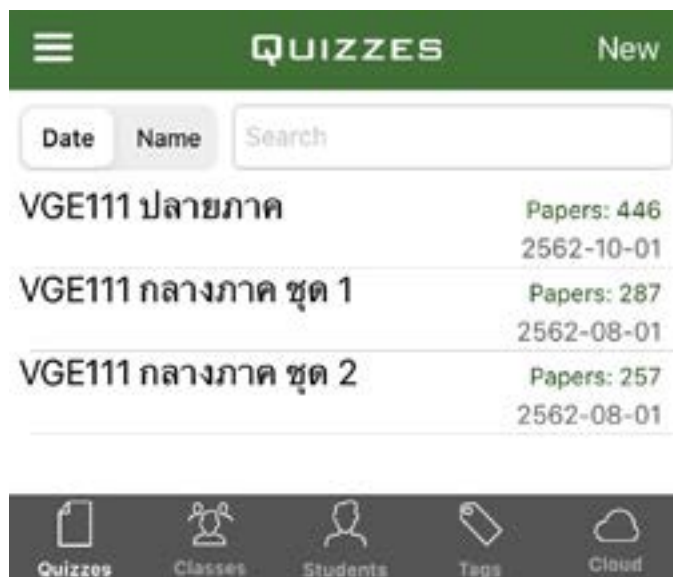 QUIZZES New
Date Name Search
VGE111 ปลายภาค Papers: 446
2562-10-01
VGE111 กลางภาค ชุด 1 Papers: 287
2562-08-01
VGE111 กลางภาค ชุด 2 Papers: 257
2562-08-01
Quizzes Classes Students Tags Cloud